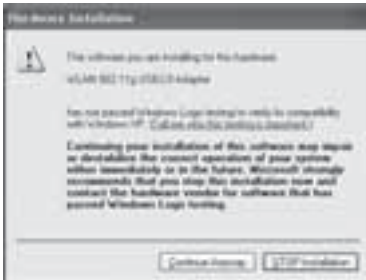 Hardware Installation
The software you are installing for this hardware
WLAN 802.11g USB2.0 Adapter
has not passed Windows Logo testing to verify its compatibility
with Windows XP. (Tell me why this testing is important.)
Continuing your installation of this software may impair
or destabilize the correct operation of your system
either immediately or in the future. Microsoft strongly
recommends that you stop this installation now and
contact the hardware vendor for software that has
passed Windows Logo testing.
Continue Anyway
STOP Installation